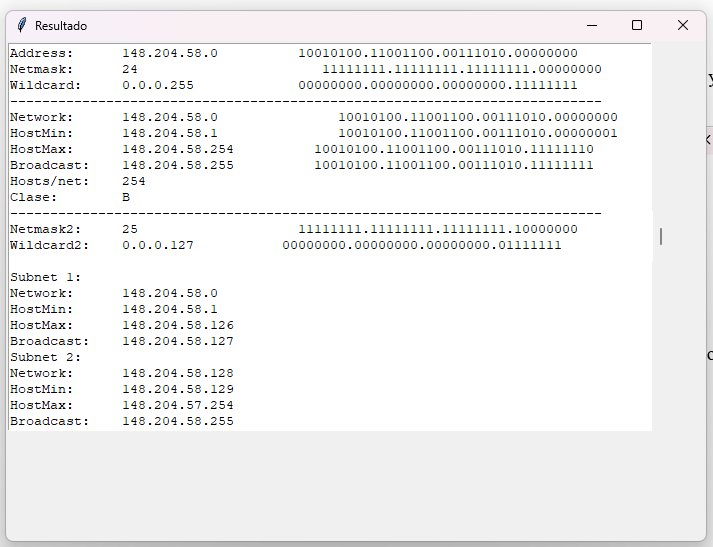 Resultado
Address: 148.204.58.0 10010100.11001100.00111010.00000000
Netmask: 24 11111111.11111111.11111111.00000000
Wildcard: 0.0.0.255 00000000.00000000.00000000.11111111
--------------------------------------------------------------------------
Network: 148.204.58.0 10010100.11001100.00111010.00000000
HostMin: 148.204.58.1 10010100.11001100.00111010.00000001
HostMax: 148.204.58.254 10010100.11001100.00111010.11111110
Broadcast: 148.204.58.255 10010100.11001100.00111010.11111111
Hosts/net: 254
Clase: B
--------------------------------------------------------------------------
Netmask2: 25 11111111.11111111.11111111.10000000
Wildcard2: 0.0.0.127 00000000.00000000.00000000.01111111
Subnet 1:
Network: 148.204.58.0
HostMin: 148.204.58.1
HostMax: 148.204.58.126
Broadcast: 148.204.58.127
Subnet 2:
Network: 148.204.58.128
HostMin: 148.204.58.129
HostMax: 148.204.57.254
Broadcast: 148.204.58.255